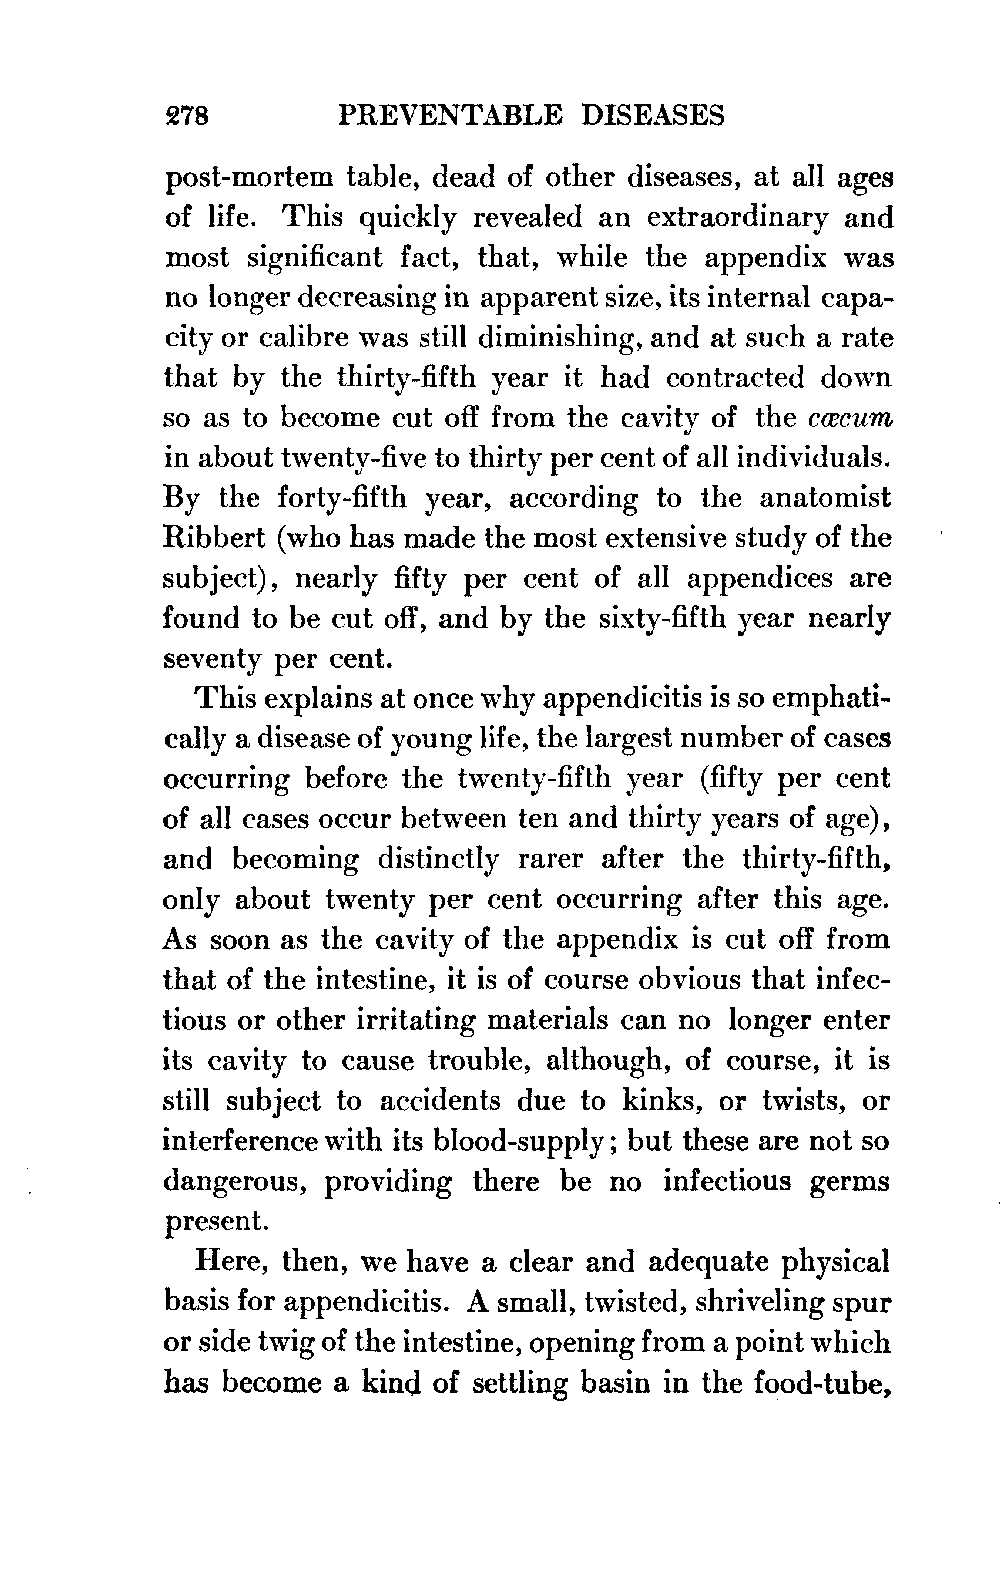 278 PREVENTABLE DISEASES
post-mortem table, dead of other diseases, at all ages
of life. This quickly revealed an extraordinary and
most significant fact, that, while the appendix was
no longer decreasing in apparent size, its internal capa-
city or calibre was still diminishing, and at such a rate
that by the thirty-fifth year it had contracted down
so as to become cut off from the cavity of the cæcum
in about twenty-five to thirty per cent of all individuals.
By the forty-fifth year, according to the anatomist
Ribbert (who has made the most extensive study of the
subject), nearly fifty per cent of all appendices are
found to be cut off, and by the sixty-fifth year nearly
seventy per cent.
This explains at once why appendicitis is so emphati-
cally a disease of young life, the largest number of cases
occurring before the twenty-fifth year (fifty per cent
of all cases occur between ten and thirty years of age),
and becoming distinctly rarer after the thirty-fifth,
only about twenty per cent occurring after this age.
As soon as the cavity of the appendix is cut off from
that of the intestine, it is of course obvious that infec-
tious or other irritating materials can no longer enter
its cavity to cause trouble, although, of course, it is
still subject to accidents due to kinks, or twists, or
interference with its blood-supply; but these are not so
dangerous, providing there be no infectious germs
present.
Here, then, we have a clear and adequate physical
basis for appendicitis. A small, twisted, shriveling spur
or side twig of the intestine, opening from a point which
has become a kind of settling basin in the food-tube,